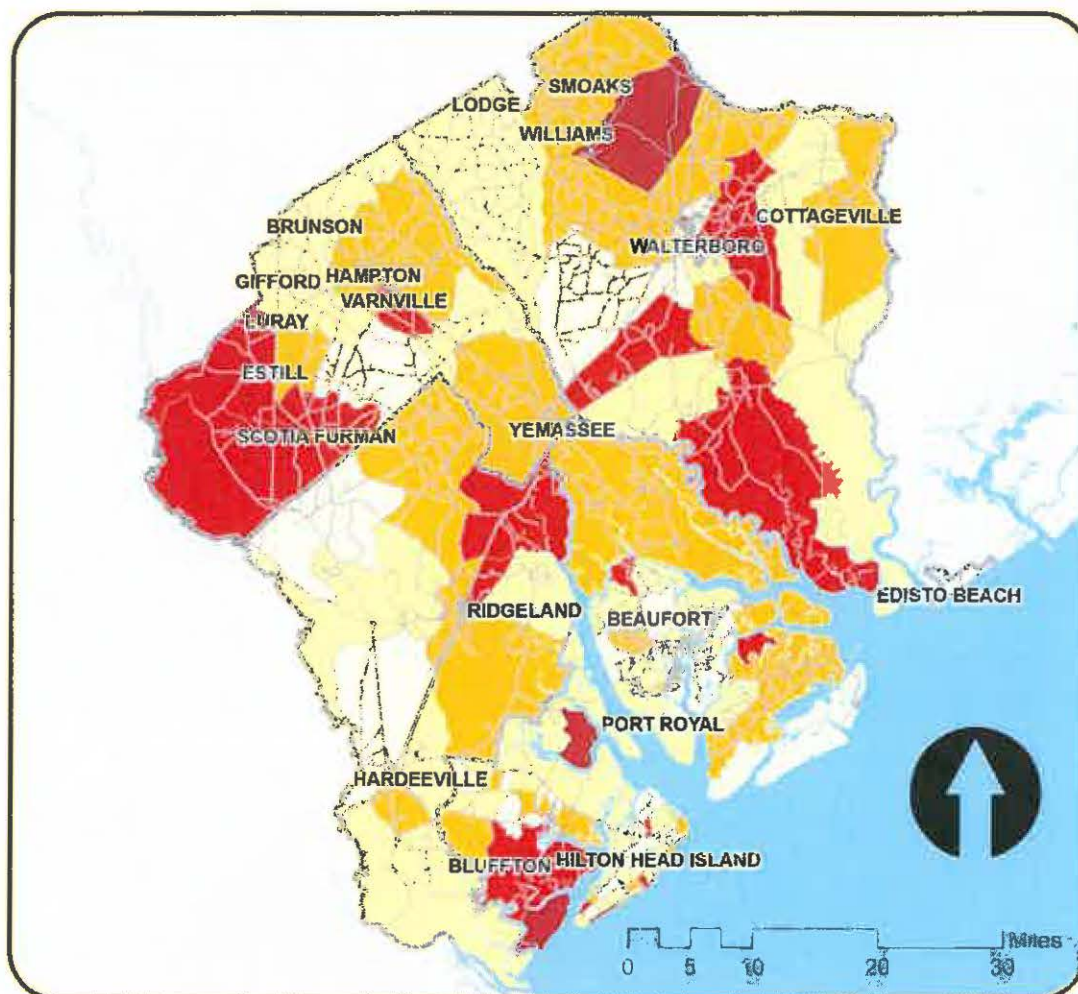 SMOAKS
LODGE
WILLIAMS
BRUNSON
COTTAGEVILLE
WALTERBORO
GIFFORD HAMPTON
VARNVILLE
LURAY
ESTILL
SCOTIA FURMAN
YEMASSEE
EDISTO BEACH
RIDGELAND
BEAUFORT
PORT ROYAL
HARDEEVILLE
BLUFFTON
HILTON HEAD ISLAND
Miles
0 5 10 20 30